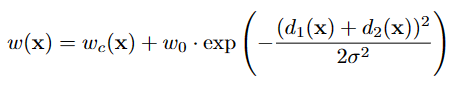 w(𝐱) = w_c(𝐱) + w_0 · exp ( − (d_1(𝐱) + d_2(𝐱))^2 / 2σ^2 )